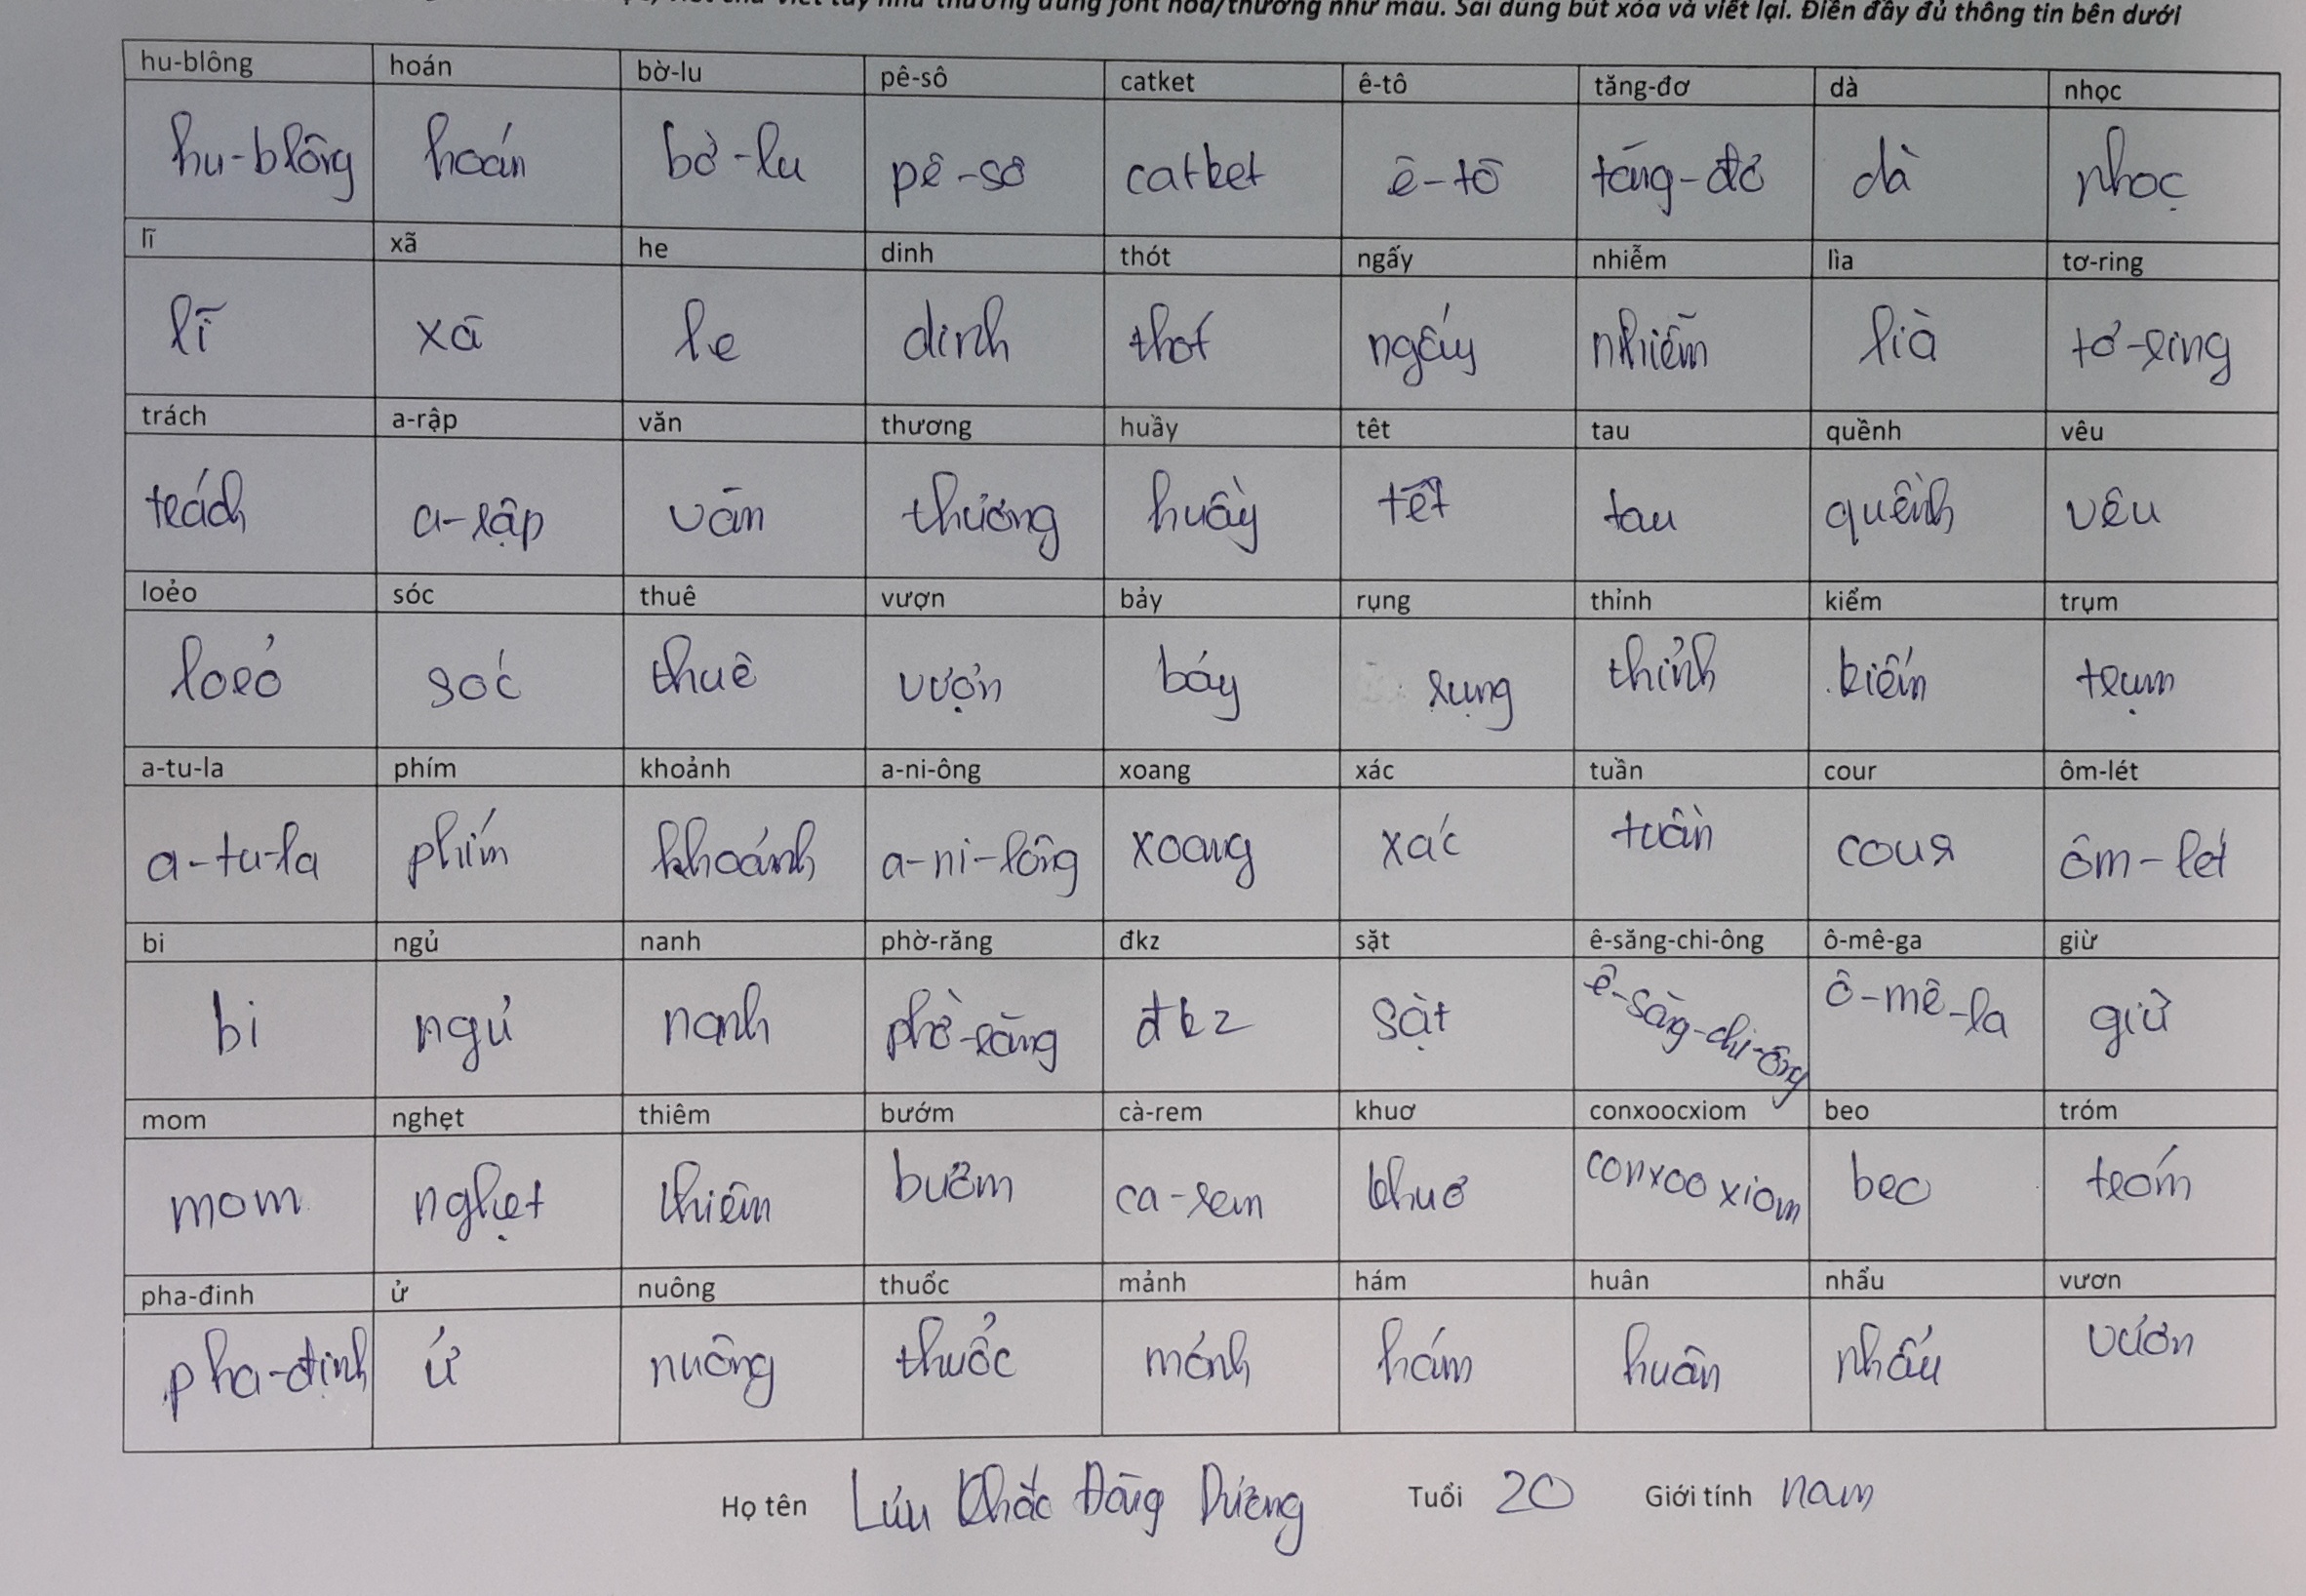 như thường dùng font hoa/thường như mẫu. Sai dùng bút xóa và viết lại. Điền đầy đủ thông tin bên dưới
hu-blông hoán bờ-lu pê-sô catket ê-tô tăng-đơ dà nhọc
hu-blông hoán bờ-lu pê-sô catket ê-tô tăng-đơ dà nhọc
lĩ xã he dinh thót ngấy nhiễm lìa tơ-ring
lĩ xã he dinh thót ngấy nhiễm lìa tơ-ring
trách a-rập văn thương huầy têt tau quềnh vêu
trách a-rập văn thương huầy têt tau quềnh vêu
loẻo sóc thuê vượn bảy rụng thỉnh kiểm trụm
loẻo sóc thuê vượn bảy rụng thỉnh kiểm trụm
a-tu-la phím khoảnh a-ni-ông xoang xác tuần cour ôm-lét
a-tu-la phím khoảnh a-ni-lông xoang xác tuần cour ôm-lét
bi ngủ nanh phờ-răng đkz sặt ê-săng-chi-ông ô-mê-ga giừ
bi ngủ nanh phờ-răng đkz sặt ê-săng-chi-ông ô-mê-la giừ
mom nghẹt thiêm bướm cà-rem khuơ conxoocxiom beo tróm
mom nghẹt thiêm bướm ca-rem khuơ conxoo xiom beo tróm
pha-đinh ử nuông thuổc mảnh hám huân nhẩu vươn
pha-định ử nuông thuổc mảnh hám huân nhẩu vươn
Họ tên Lưu Khắc Đăng Dương Tuổi 20 Giới tính nam